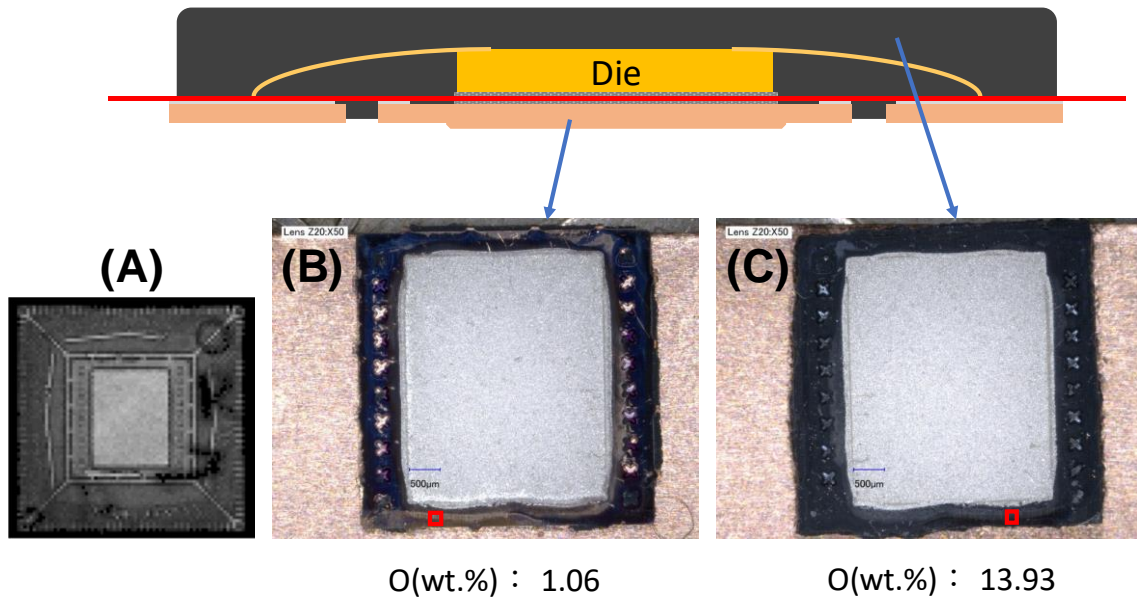 Die
(A)
Lens Z20:X50
(B)
500μm
Lens Z20:X50
(C)
500μm
O(wt.%)： 1.06
O(wt.%)： 13.93